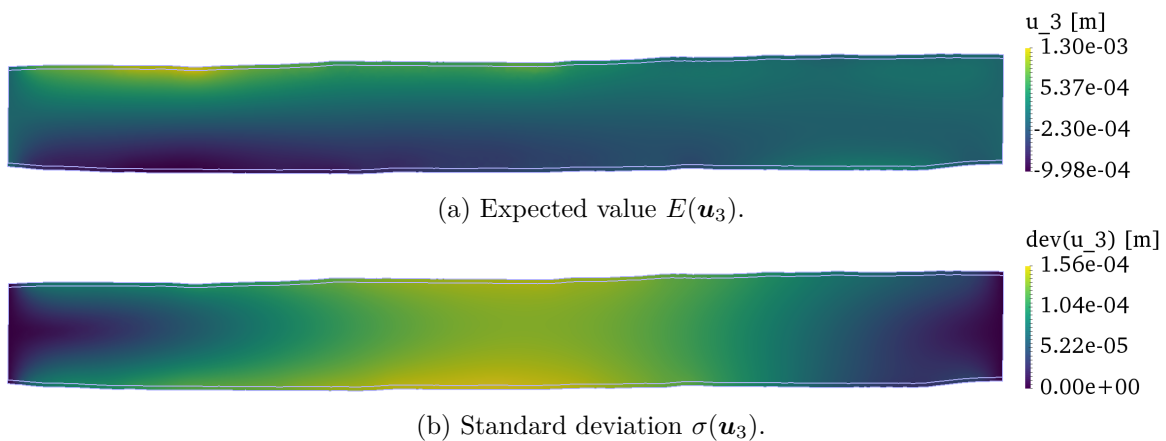 u_3 [m]
1.30e-03
5.37e-04
-2.30e-04
-9.98e-04
(a) Expected value E(u₃).
dev(u_3) [m]
1.56e-04
1.04e-04
5.22e-05
0.00e+00
(b) Standard deviation σ(u₃).